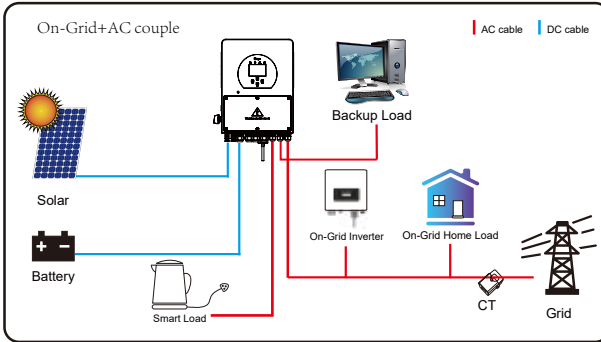 On-Grid+AC couple
AC cable
DC cable
Backup Load
Solar
On-Grid Inverter
On-Grid Home Load
Battery
Smart Load
CT
Grid